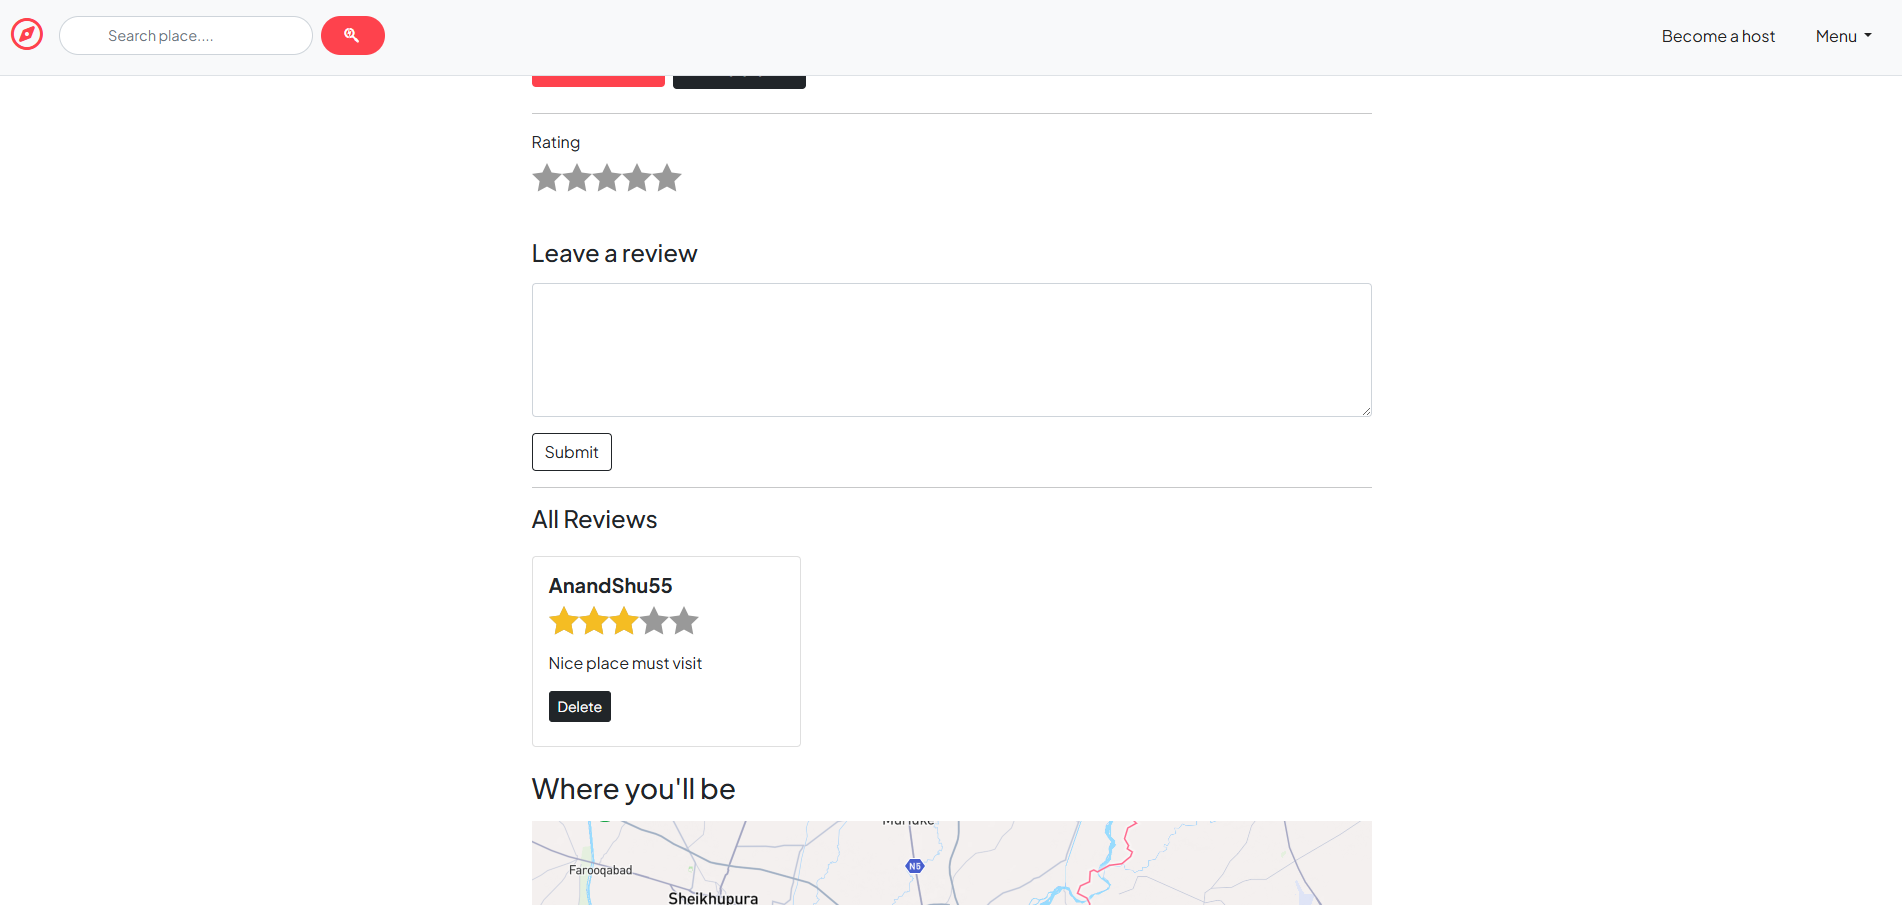 Search place....
Become a host
Menu
Rating
Leave a review
Submit
All Reviews
AnandShu55
Nice place must visit
Delete
Where you'll be
N5
Farooqabad
Sheikhupura